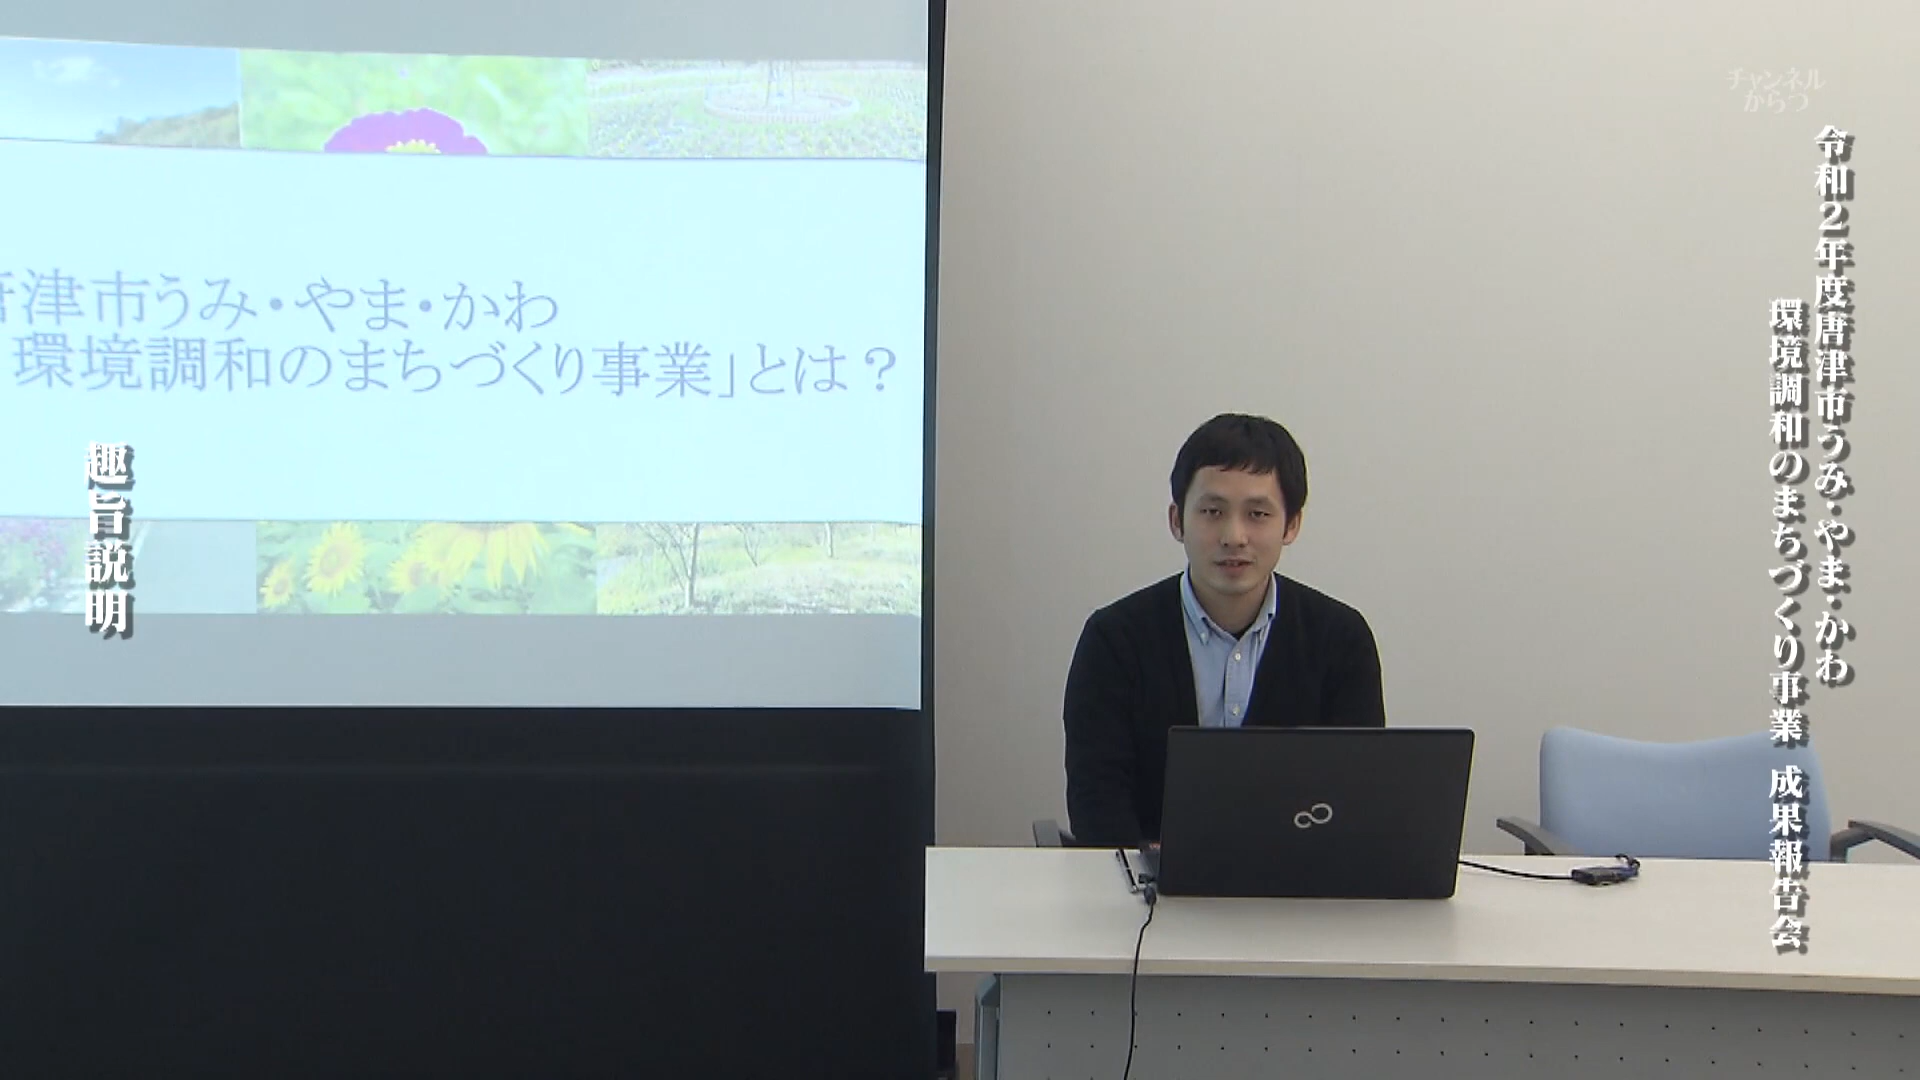 チャンネル
からつ
令和2年度唐津市うみ・やま・かわ
環境調和のまちづくり事業 成果報告会
唐津市うみ・やま・かわ
環境調和のまちづくり事業」とは?
趣旨説明